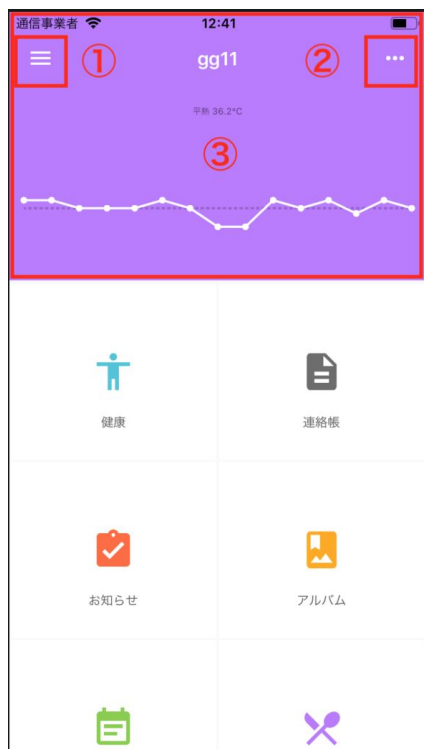 通信事業者 12:41
① gg11 ② ...
平熱 36.2℃
③
健康 連絡帳
お知らせ アルバム